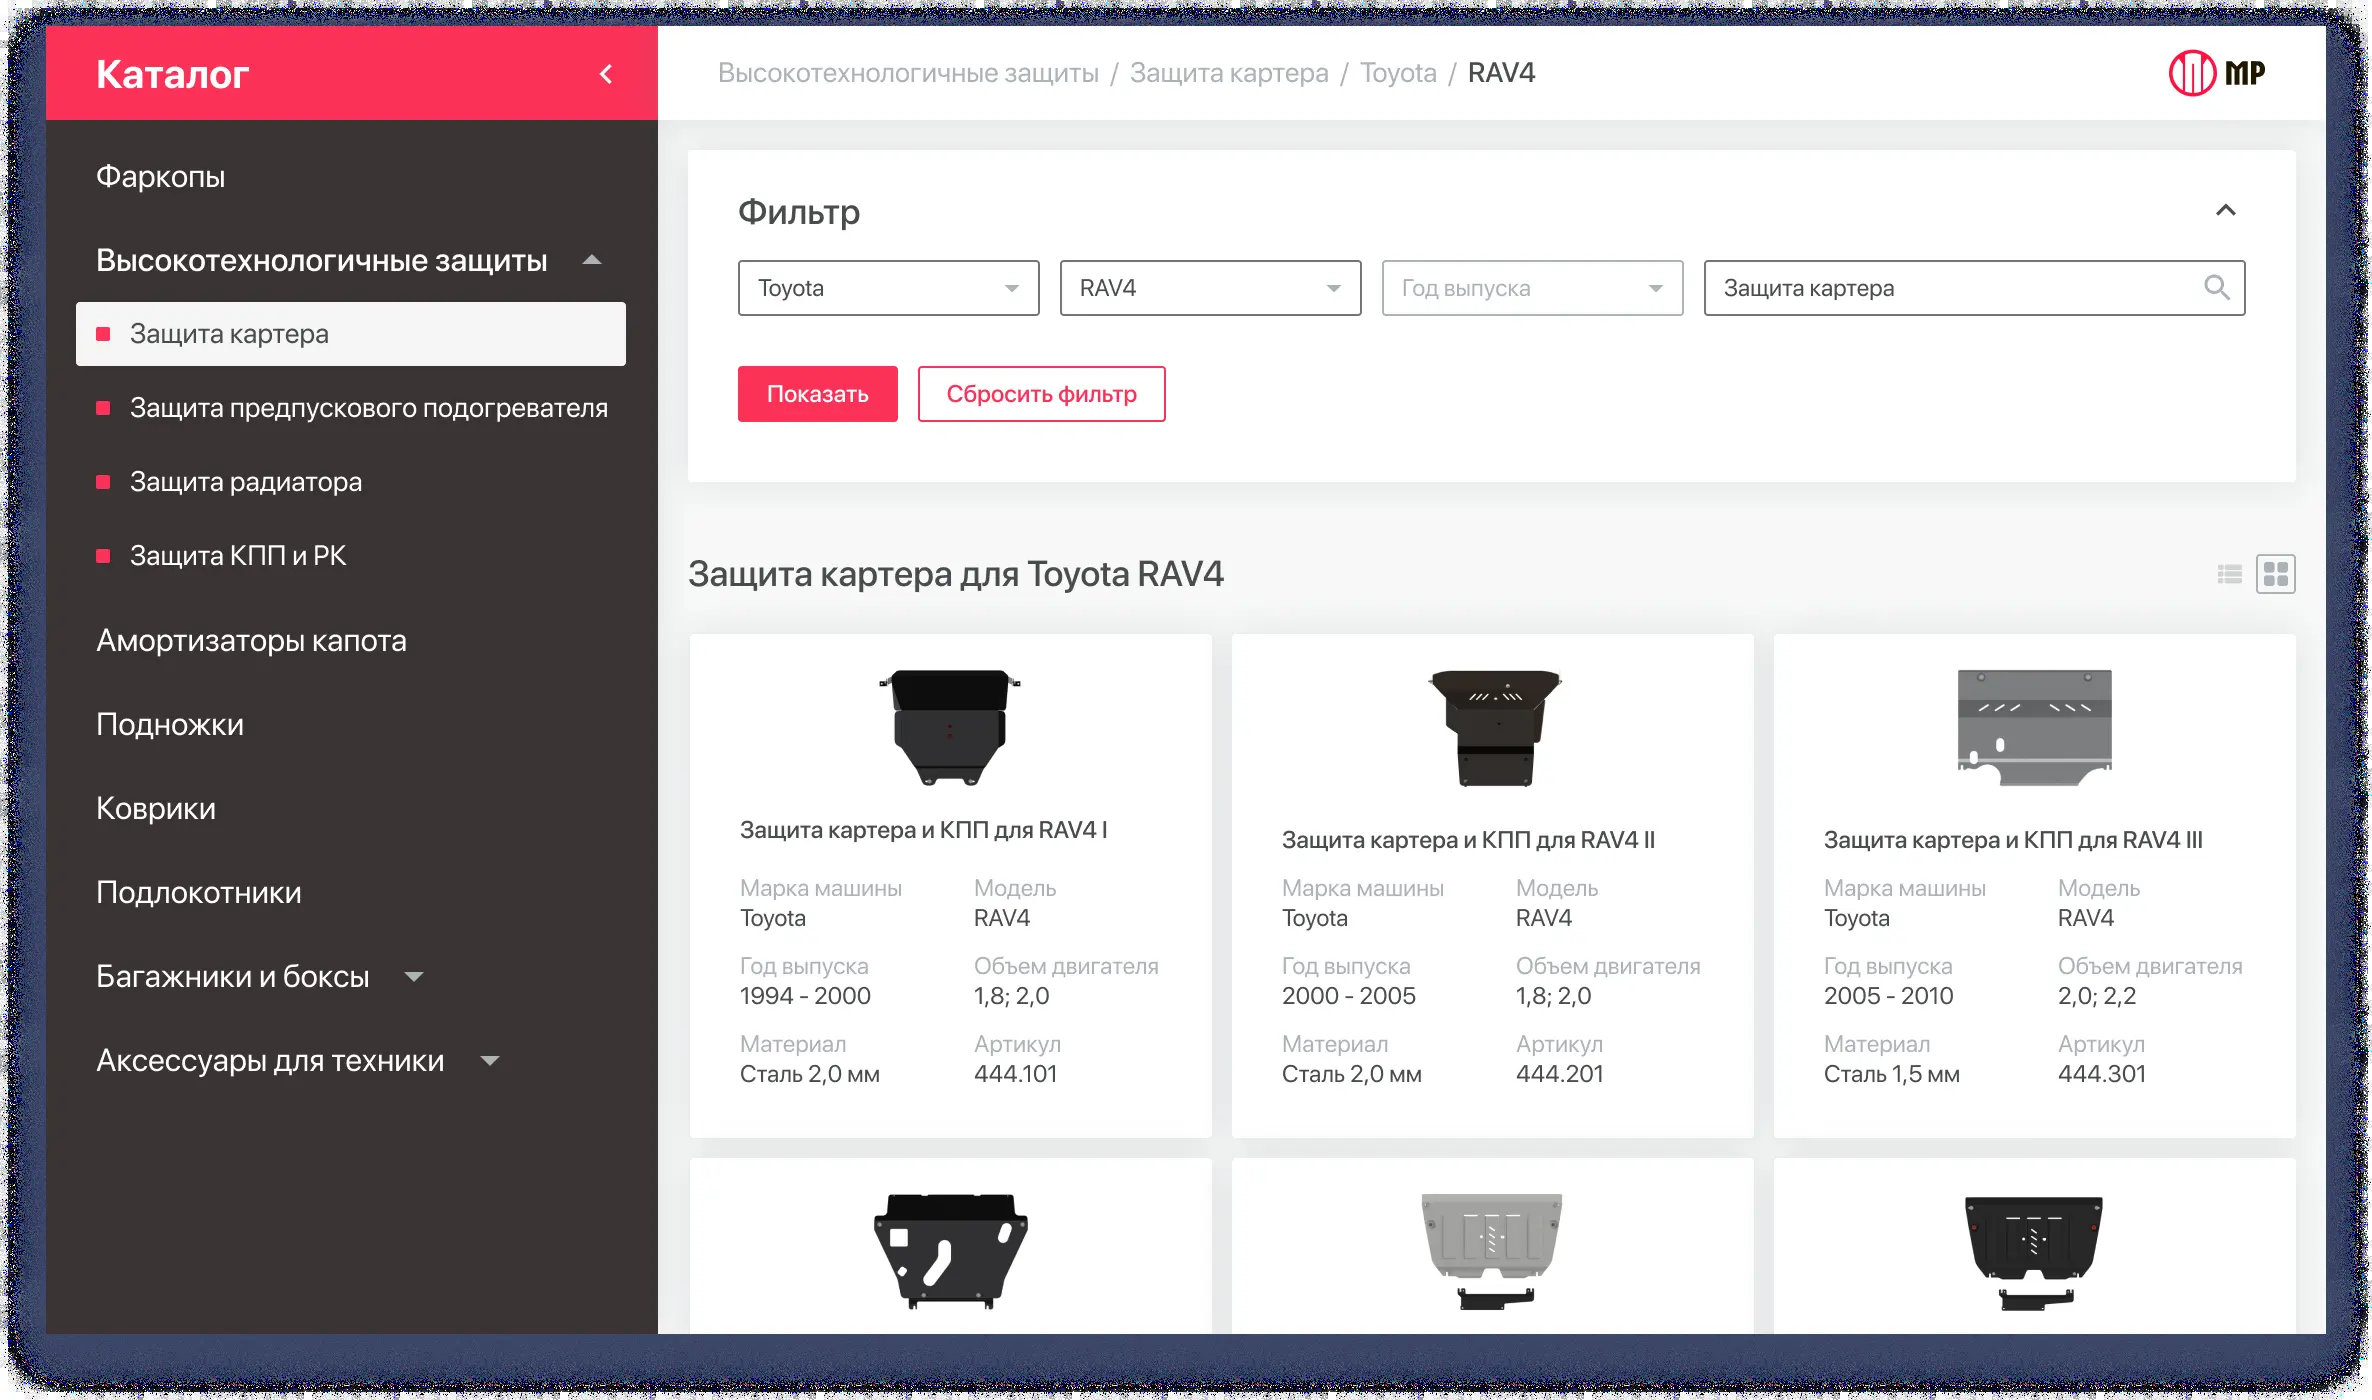 Каталог
Высокотехнологичные защиты / Защита картера / Toyota / RAV4
MP
Фаркопы
Высокотехнологичные защиты
Защита картера
Защита предпускового подогревателя
Защита радиатора
Защита КПП и РК
Амортизаторы капота
Подножки
Коврики
Подлокотники
Багажники и боксы
Аксессуары для техники
Фильтр
Toyota
RAV4
Год выпуска
Защита картера
Показать
Сбросить фильтр
Защита картера для Toyota RAV4
Защита картера и КПП для RAV4 I
Марка машины
Toyota
Модель
RAV4
Год выпуска
1994 - 2000
Объем двигателя
1,8; 2,0
Материал
Сталь 2,0 мм
Артикул
444.101
Защита картера и КПП для RAV4 II
Марка машины
Toyota
Модель
RAV4
Год выпуска
2000 - 2005
Объем двигателя
1,8; 2,0
Материал
Сталь 2,0 мм
Артикул
444.201
Защита картера и КПП для RAV4 III
Марка машины
Toyota
Модель
RAV4
Год выпуска
2005 - 2010
Объем двигателя
2,0; 2,2
Материал
Сталь 1,5 мм
Артикул
444.301